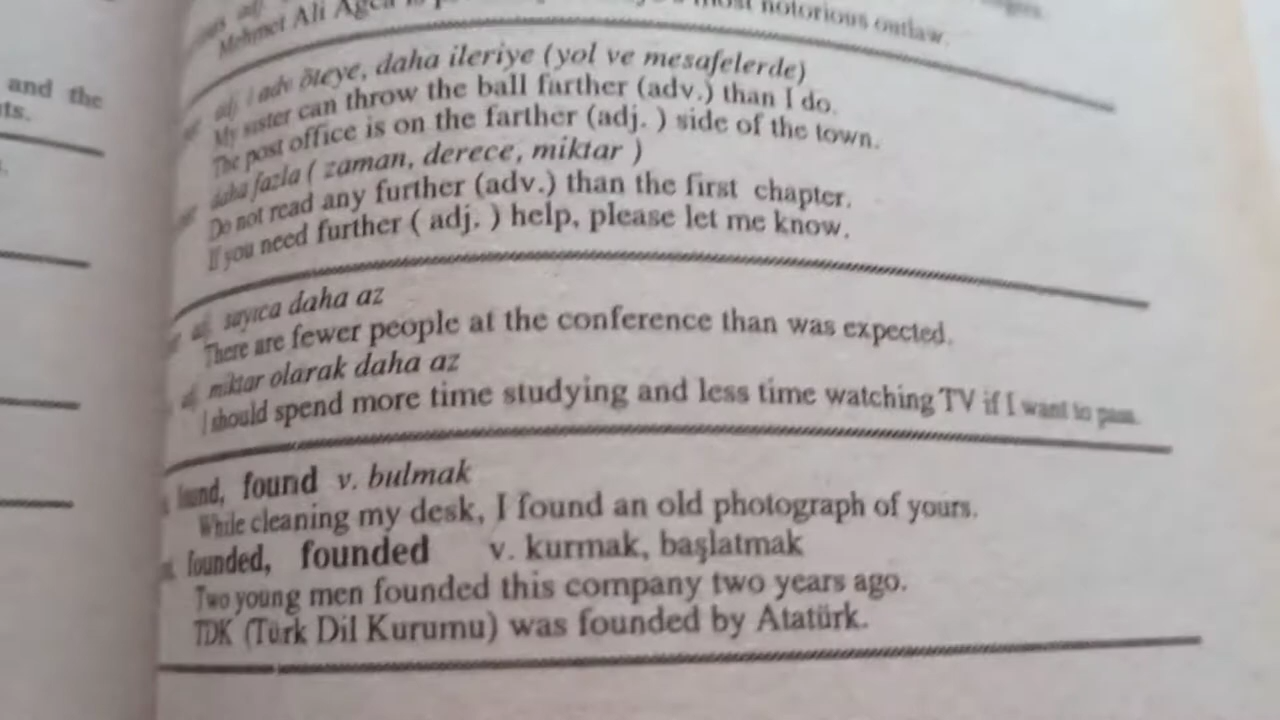 and the
Mehmet Ali Ağca is most notorious outlaw.
adj. / adv öteye, daha ileriye (yol ve mesafelerde)
My sister can throw the ball farther (adv.) than I do.
The post office is on the farther (adj. ) side of the town.
daha fazla ( zaman, derece, miktar )
Do not read any further (adv.) than the first chapter.
If you need further ( adj. ) help, please let me know.
adj. sayıca daha az
There are fewer people at the conference than was expected.
adj. miktar olarak daha az
I should spend more time studying and less time watching TV if I want to pass.
found, found v. bulmak
While cleaning my desk, I found an old photograph of yours.
founded, founded v. kurmak, başlatmak
Two young men founded this company two years ago.
TDK (Türk Dil Kurumu) was founded by Atatürk.